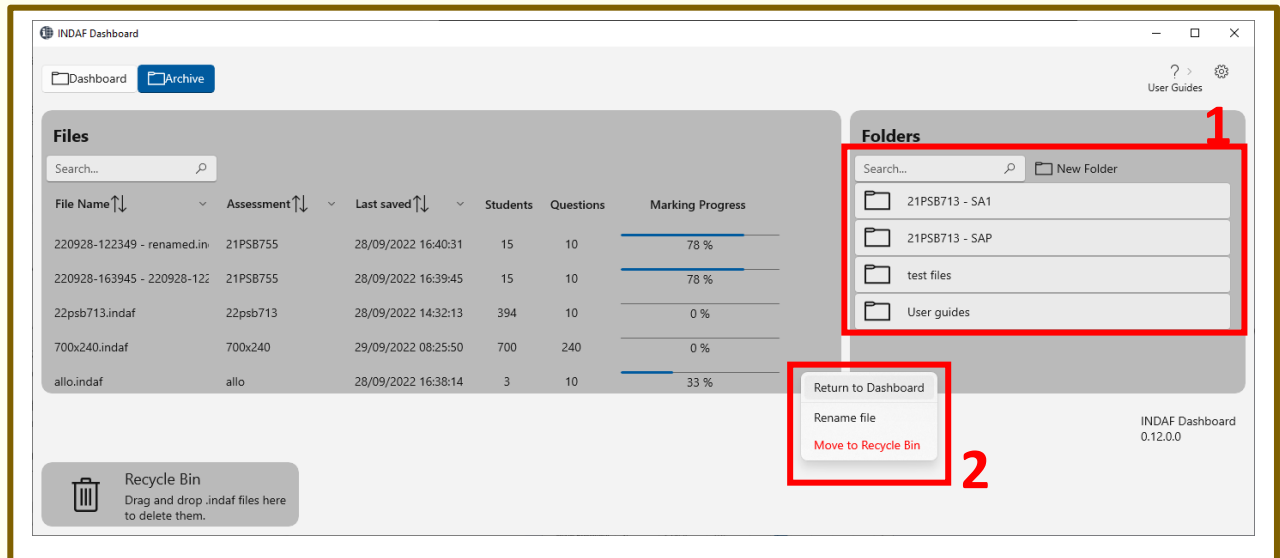 INDAF Dashboard
Dashboard Archive
?
User Guides
Files
Search...
File Name Assessment Last saved Students Questions Marking Progress
220928-122349 - renamed.in 21PSB755 28/09/2022 16:40:31 15 10 78 %
220928-163945 - 220928-122 21PSB755 28/09/2022 16:39:45 15 10 78 %
22psb713.indaf 22psb713 28/09/2022 14:32:13 394 10 0 %
700x240.indaf 700x240 29/09/2022 08:25:50 700 240 0 %
allo.indaf allo 28/09/2022 16:38:14 3 10 33 %
Folders
1
Search... New Folder
21PSB713 - SA1
21PSB713 - SAP
test files
User guides
Return to Dashboard
Rename file
Move to Recycle Bin
2
INDAF Dashboard
0.12.0.0
Recycle Bin
Drag and drop .indaf files here
to delete them.